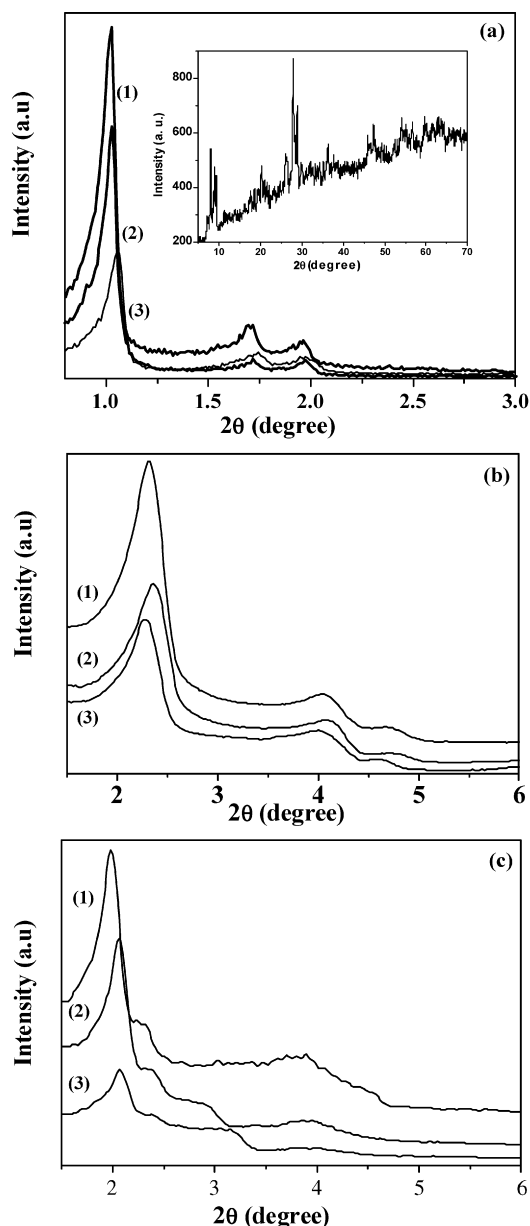 (a)
Intensity (a.u)
(1)
(2)
(3)
Intensity (a. u.)
800
600
400
200
10 20 30 40 50 60 70
2θ(degree)
1.0 1.5 2.0 2.5 3.0
2θ (degree)
(b)
Intensity (a.u)
(1)
(2)
(3)
2 3 4 5 6
2θ (degree)
(c)
Intensity (a.u)
(1)
(2)
(3)
2 3 4 5 6
2θ (degree)